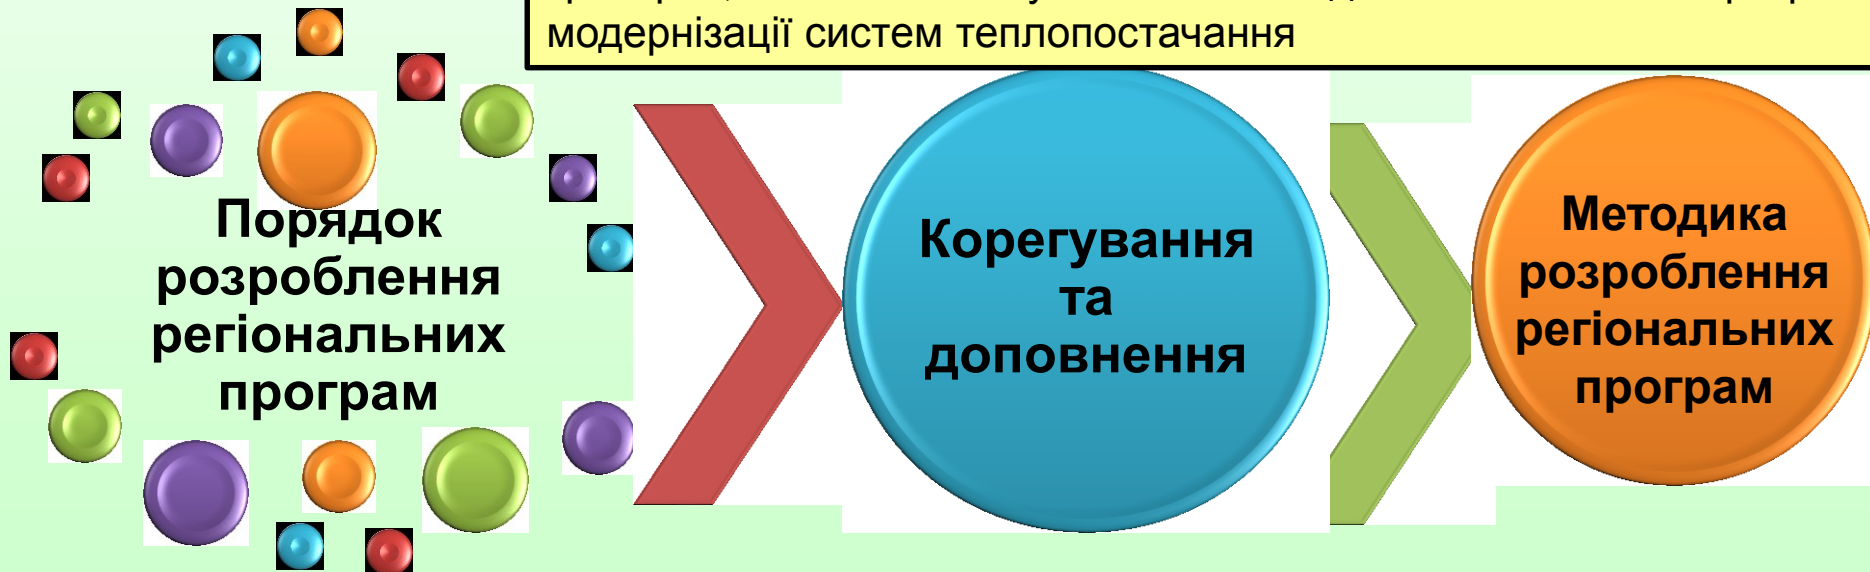 модернізації систем теплопостачання
Порядок
розроблення
регіональних
програм
Корегування
та
доповнення
Методика
розроблення
регіональних
програм